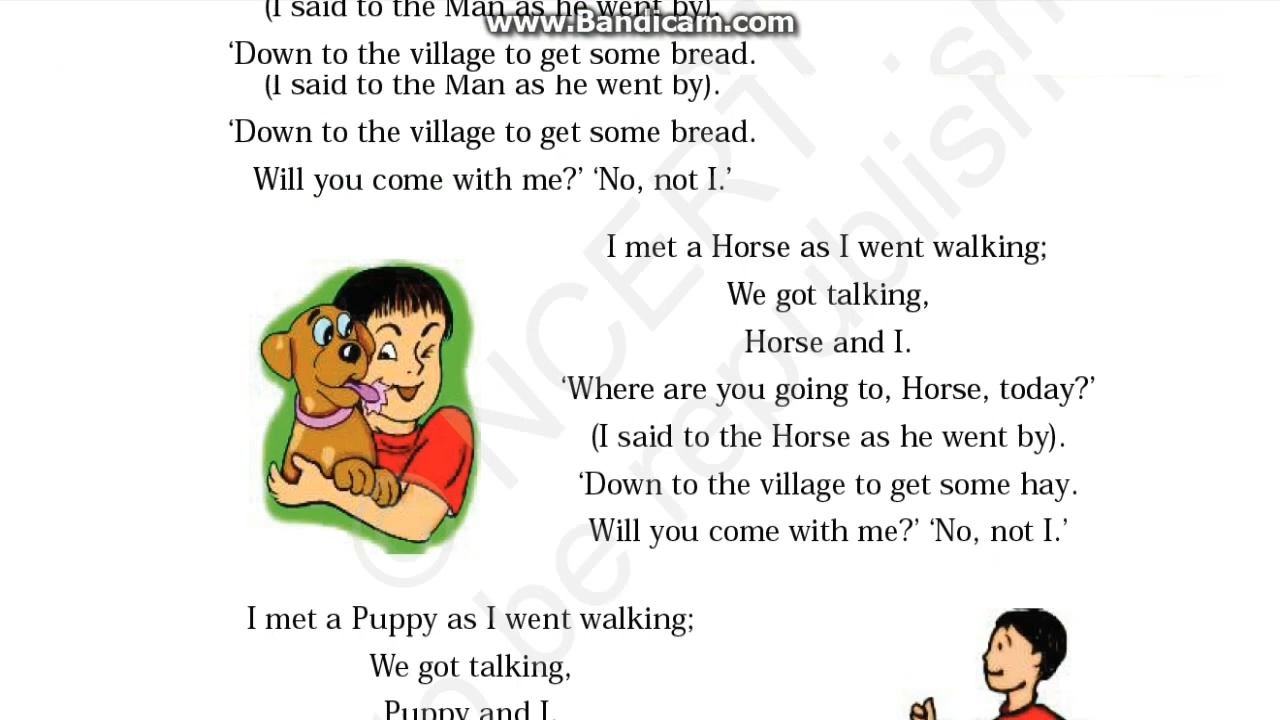 (I said to the Man as he went by).
www.Bandicam.com
‘Down to the village to get some bread.
(I said to the Man as he went by).
‘Down to the village to get some bread.
Will you come with me?’ ‘No, not I.’
I met a Horse as I went walking;
We got talking,
Horse and I.
‘Where are you going to, Horse, today?’
(I said to the Horse as he went by).
‘Down to the village to get some hay.
Will you come with me?’ ‘No, not I.’
I met a Puppy as I went walking;
We got talking,
Puppy and I.
© NCERT
be republish